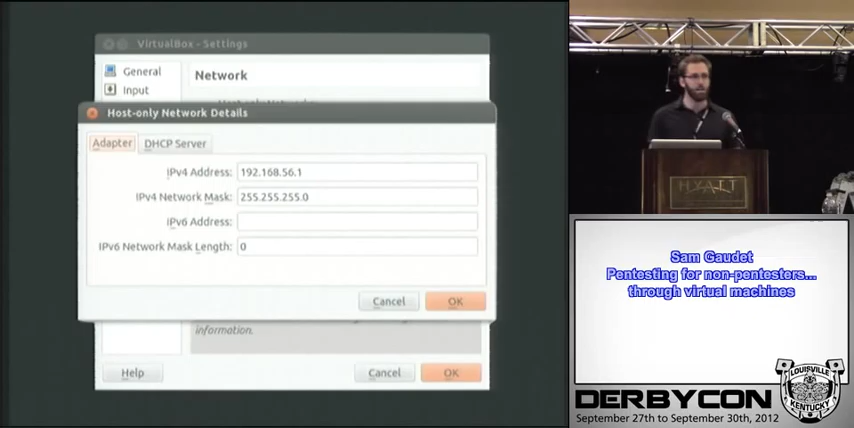 VirtualBox - Settings
General
Input
Network
Host-only Network Details
Adapter
DHCP Server
IPv4 Address:
192.168.56.1
IPv4 Network Mask:
255.255.255.0
IPv6 Address:
IPv6 Network Mask Length:
0
Cancel
OK
information.
Help
Cancel
OK
HYATT
Sam Gaudet
Pentesting for non-pentesters...
through virtual machines
DERBYCON
September 27th to September 30th, 2012
LOUISVILLE
KENTUCKY